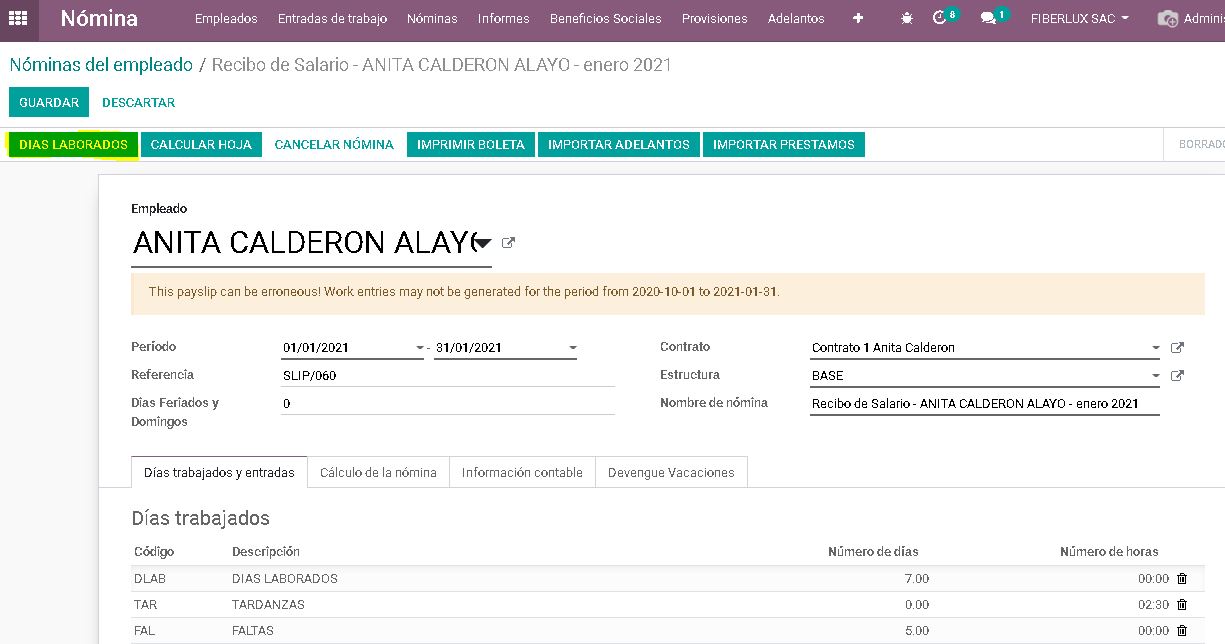 Nómina Empleados Entradas de trabajo Nóminas Informes Beneficios Sociales Provisiones Adelantos 8 1 FIBERLUX SAC
Nóminas del empleado / Recibo de Salario - ANITA CALDERON ALAYO - enero 2021
GUARDAR DESCARTAR
DIAS LABORADOS CALCULAR HOJA CANCELAR NÓMINA IMPRIMIR BOLETA IMPORTAR ADELANTOS IMPORTAR PRESTAMOS
Empleado
ANITA CALDERON
This payslip can be erroneous! Work entries may not be generated for the period from 2020-10-01 to 2021-01-31.
Período 01/01/2021 - 31/01/2021 Contrato Contrato 1 Anita Calderon
Referencia SLIP/060 Estructura BASE
Dias Feriados y 0 Nombre de nómina Recibo de Salario - ANITA CALDERON ALAYO - enero 2021
Domingos
Días trabajados y entradas Cálculo de la nómina Información contable Devengue Vacaciones
Días trabajados
Código Descripción Número de días Número de horas
DLAB DIAS LABORADOS 7.00 00:00
TAR TARDANZAS 0.00 02:30
FAL FALTAS 5.00 00:00